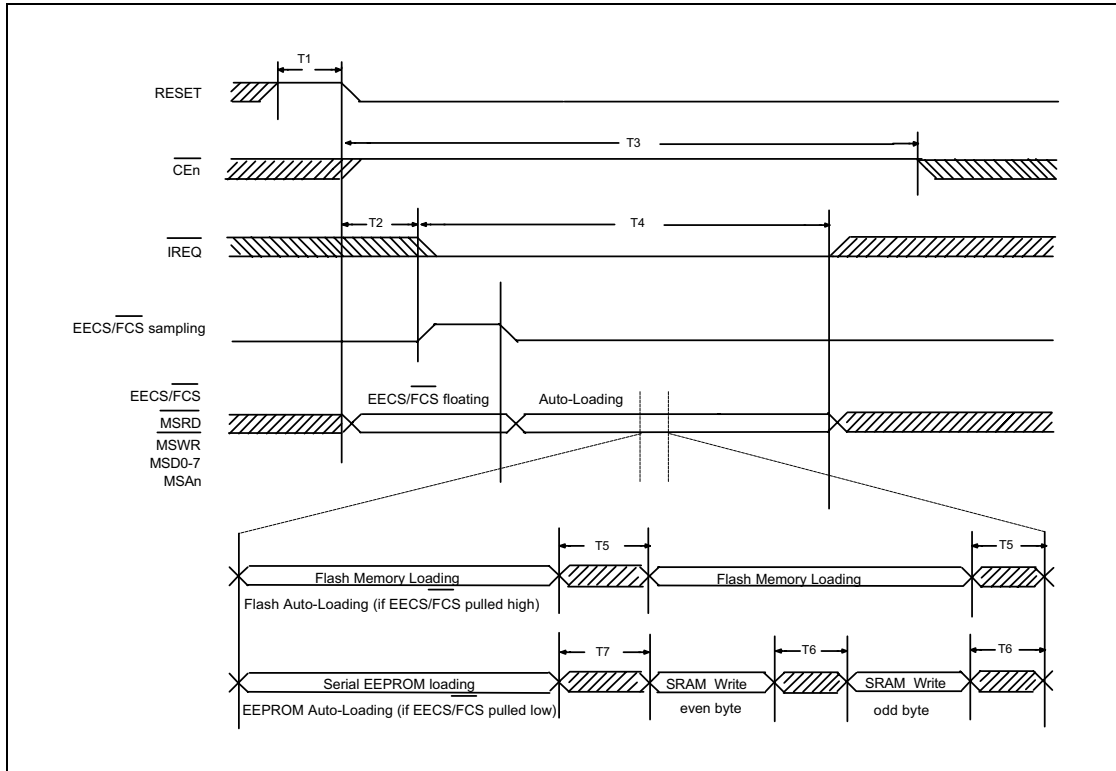 T1
RESET
T3
CEn
T2
T4
IREQ
EECS/FCS sampling
EECS/FCS
EECS/FCS floating
Auto-Loading
MSRD
MSWR
MSD0-7
MSAn
T5
T5
Flash Memory Loading
Flash Memory Loading
Flash Auto-Loading (if EECS/FCS pulled high)
T7
T6
T6
Serial EEPROM loading
SRAM Write
SRAM Write
EEPROM Auto-Loading (if EECS/FCS pulled low)
even byte
odd byte